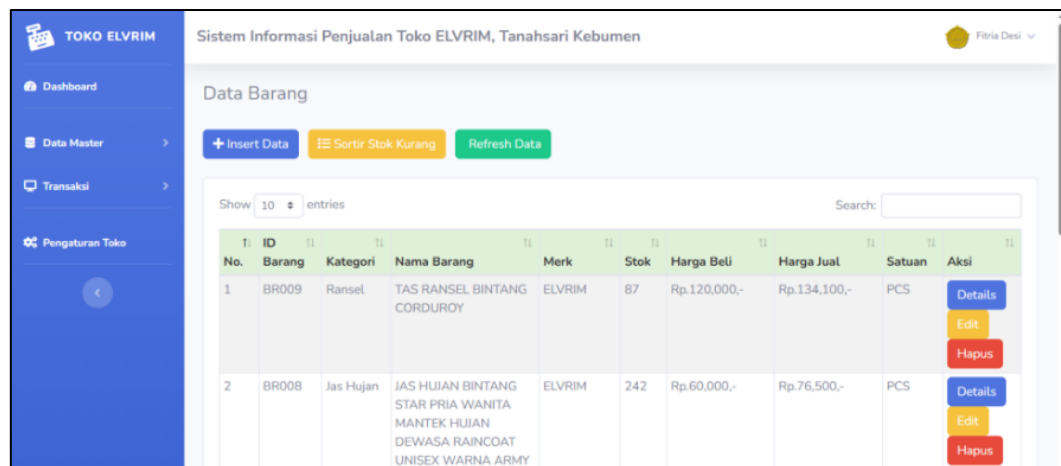 TOKO ELVRIM
Sistem Informasi Penjualan Toko ELVRIM, Tanahsari Kebumen
Fitria Desi
Dashboard
Data Master
Transaksi
Pengaturan Toko
Data Barang
+ Insert Data
Sortir Stok Kurang
Refresh Data
Show 10 entries
Search:
No. ID Barang Kategori Nama Barang Merk Stok Harga Beli Harga Jual Satuan Aksi
1 BR009 Ransel TAS RANSEL BINTANG ELVRIM 87 Rp.120,000,- Rp.134,100,- PCS Details
CORDUROY
Edit
Hapus
2 BR008 Jas Hujan JAS HUJAN BINTANG ELVRIM 242 Rp.60,000,- Rp.76,500,- PCS Details
STAR PRIA WANITA
MANTEK HUJAN Edit
DEWASA RAINCOAT
UNISEX WARNA ARMY Hapus